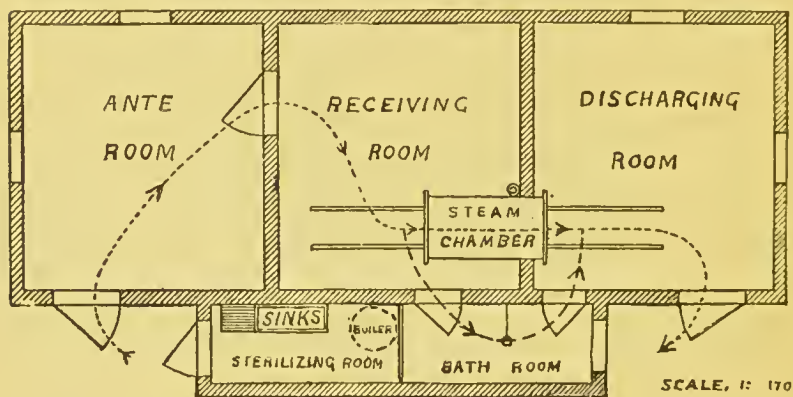 ANTE
ROOM
RECEIVING
ROOM
DISCHARGING
ROOM
STEAM
CHAMBER
SINKS
BOILER
STERILIZING ROOM
BATH ROOM
SCALE, 1: 170